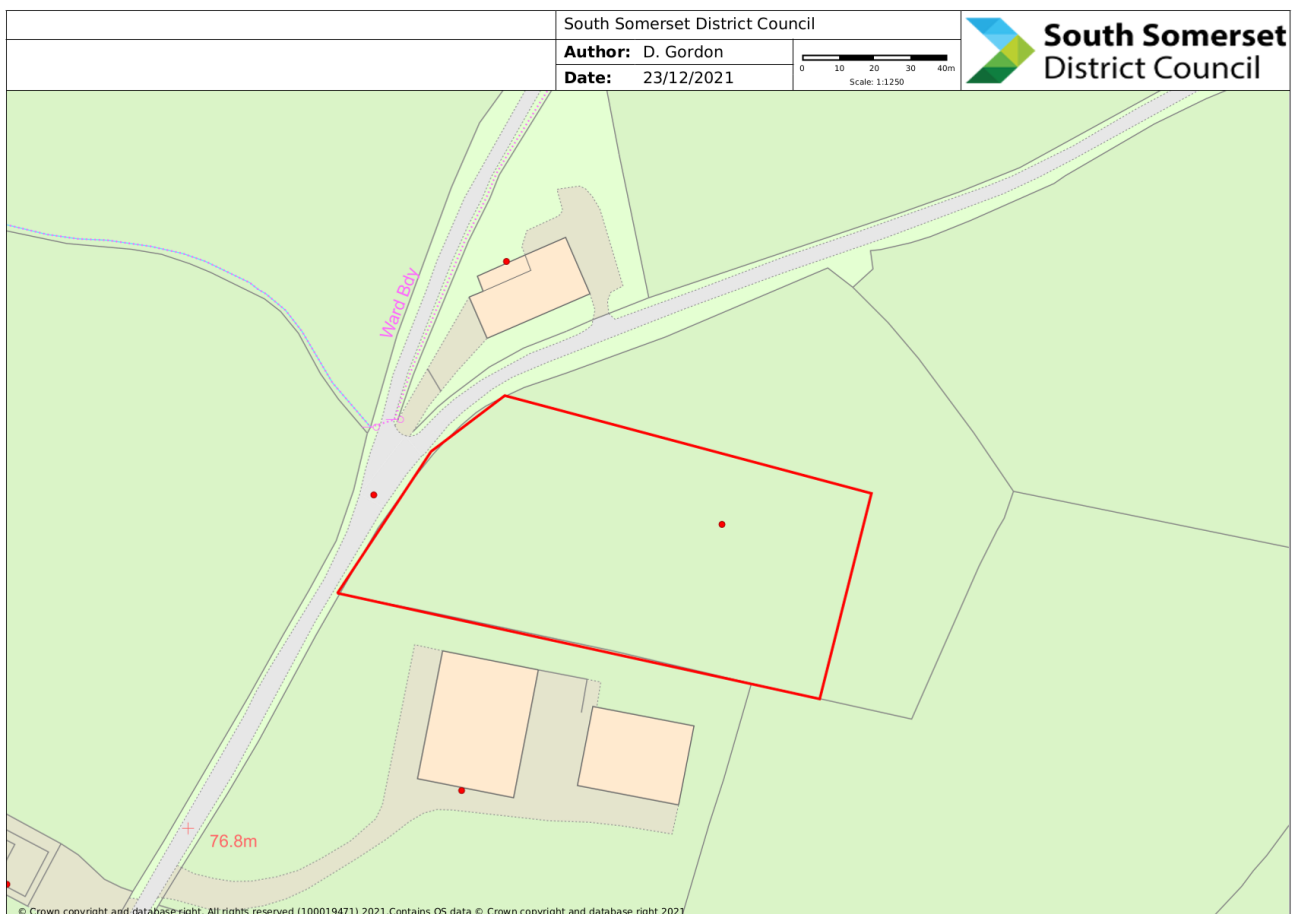 South Somerset District Council
Author: D. Gordon
Date: 23/12/2021
0 10 20 30 40m
Scale: 1:1250
South Somerset
District Council
Ward Bdy
76.8m
© Crown copyright and database right. All rights reserved (100019471) 2021.Contains OS data © Crown copyright and database right 2021